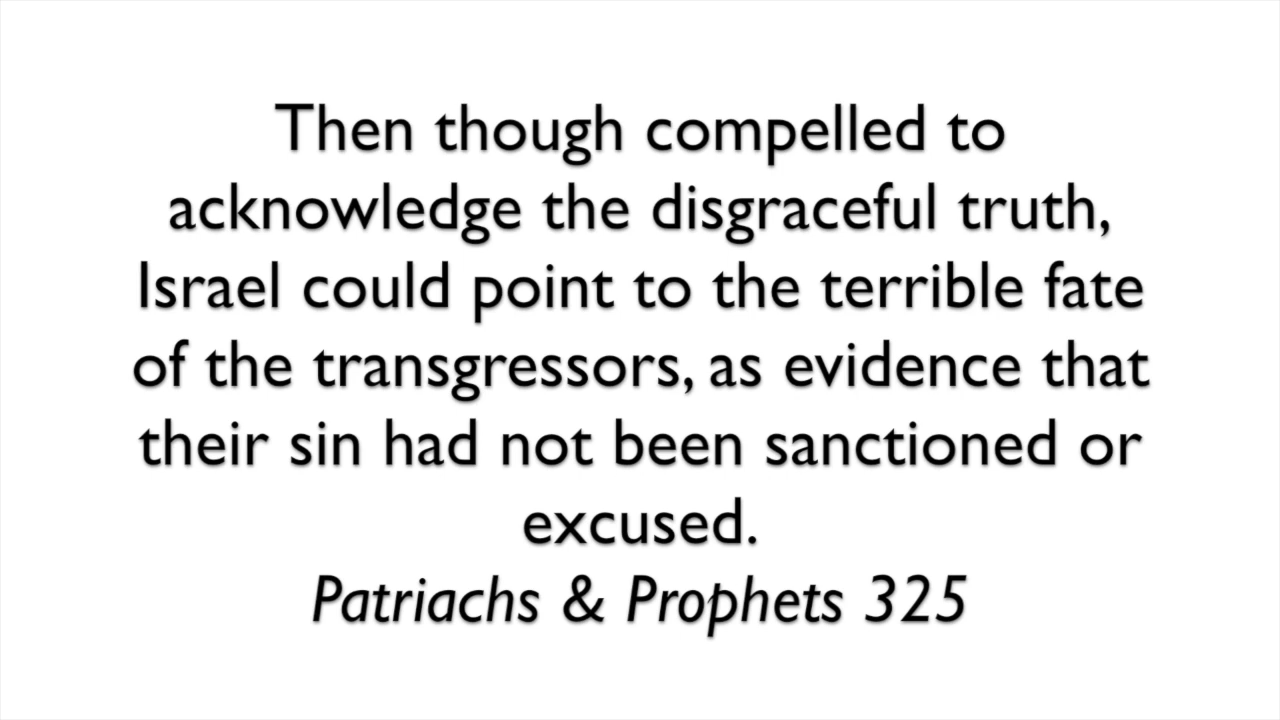 Then though compelled to
acknowledge the disgraceful truth,
Israel could point to the terrible fate
of the transgressors, as evidence that
their sin had not been sanctioned or
excused.
Patriachs & Prophets 325